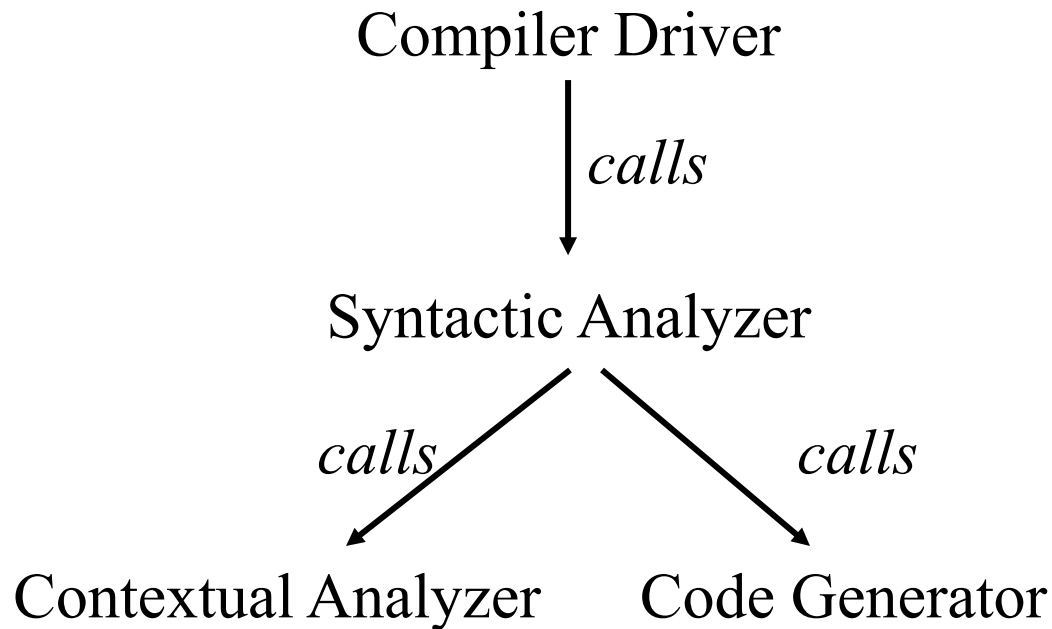 Compiler Driver
calls
Syntactic Analyzer
calls
calls
Contextual Analyzer
Code Generator